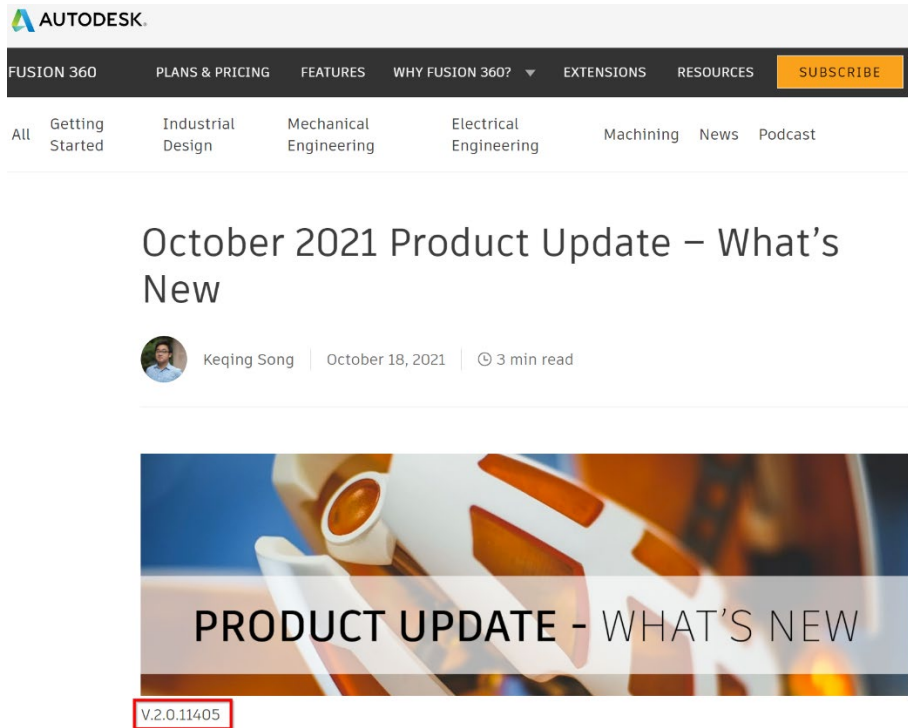 AUTODESK.
FUSION 360 PLANS & PRICING FEATURES WHY FUSION 360? EXTENSIONS RESOURCES SUBSCRIBE
All Getting Started Industrial Design Mechanical Engineering Electrical Engineering Machining News Podcast
October 2021 Product Update – What's
New
Keqing Song October 18, 2021 3 min read
PRODUCT UPDATE - WHAT'S NEW
V.2.0.11405